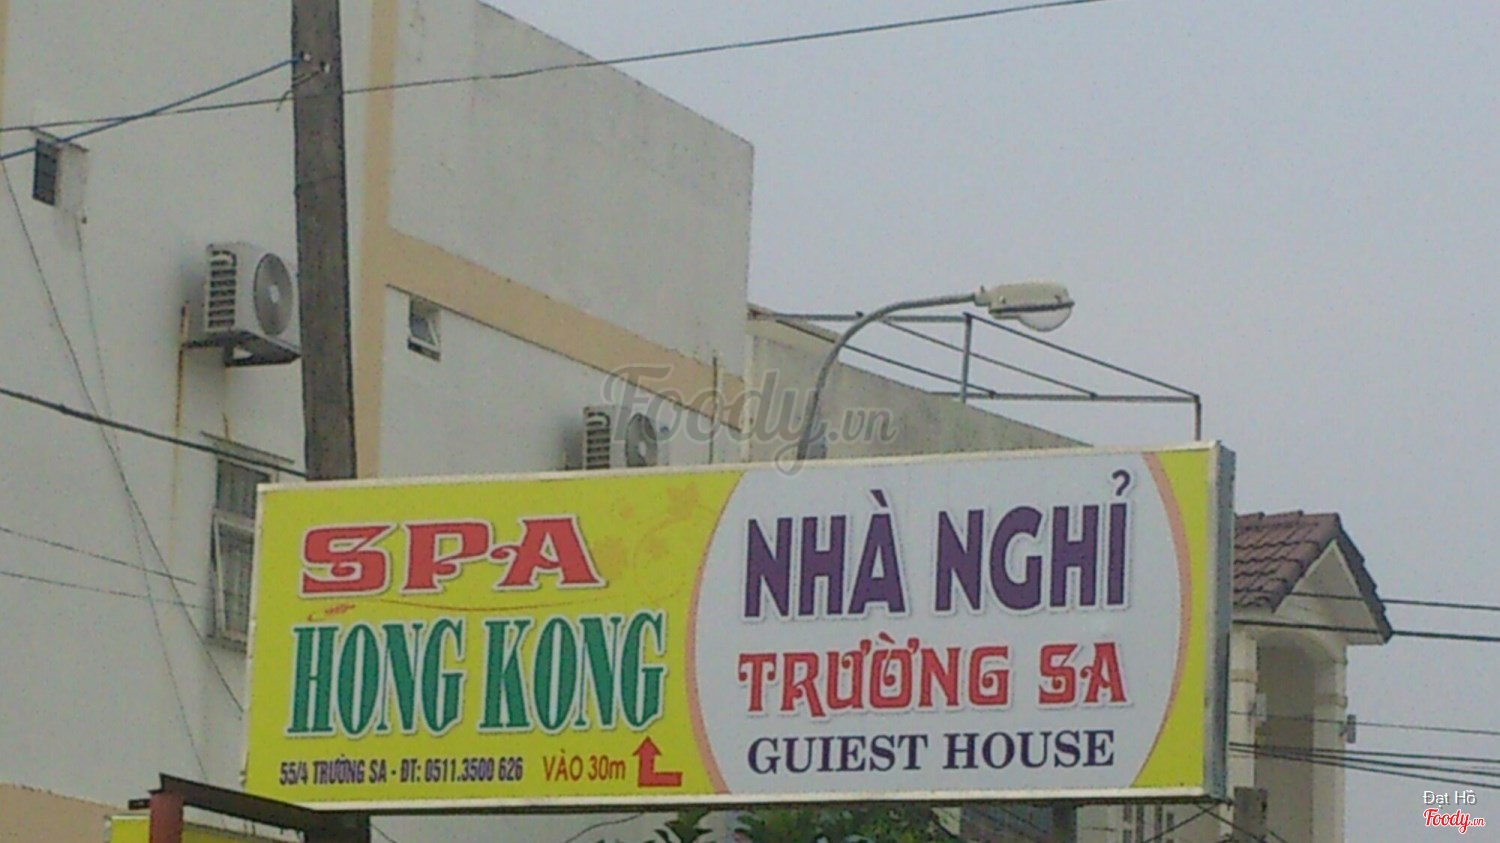 Foody.vn
SPA
HONG KONG
55/4 TRƯỜNG SA - ĐT: 0511.3500 626 VÀO 30m
NHÀ NGHỈ
TRƯỜNG SA
GUIEST HOUSE
Đạt Hồ
Foody.vn